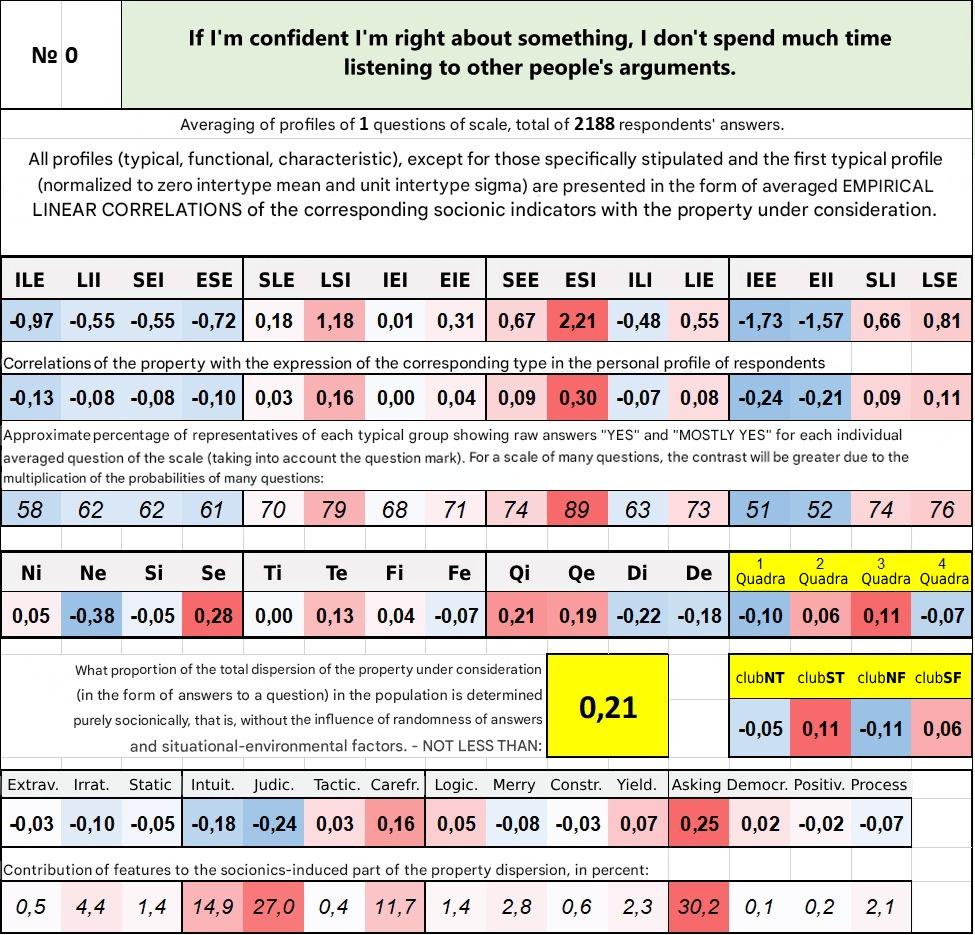 № 0
If I'm confident I'm right about something, I don't spend much time
listening to other people's arguments.
Averaging of profiles of 1 questions of scale, total of 2188 respondents' answers.
All profiles (typical, functional, characteristic), except for those specifically stipulated and the first typical profile
(normalized to zero intertype mean and unit intertype sigma) are presented in the form of averaged EMPIRICAL
LINEAR CORRELATIONS of the corresponding socionic indicators with the property under consideration.
ILE LII SEI ESE SLE LSI IEI EIE SEE ESI ILI LIE IEE EII SLI LSE
-0,97 -0,55 -0,55 -0,72 0,18 1,18 0,01 0,31 0,67 2,21 -0,48 0,55 -1,73 -1,57 0,66 0,81
Correlations of the property with the expression of the corresponding type in the personal profile of respondents
-0,13 -0,08 -0,08 -0,10 0,03 0,16 0,00 0,04 0,09 0,30 -0,07 0,08 -0,24 -0,21 0,09 0,11
Approximate percentage of representatives of each typical group showing raw answers "YES" and "MOSTLY YES" for each individual
averaged question of the scale (taking into account the question mark). For a scale of many questions, the contrast will be greater due to the
multiplication of the probabilities of many questions:
58 62 62 61 70 79 68 71 74 89 63 73 51 52 74 76
Ni Ne Si Se Ti Te Fi Fe Qi Qe Di De 1 Quadra 2 Quadra 3 Quadra 4 Quadra
0,05 -0,38 -0,05 0,28 0,00 0,13 0,04 -0,07 0,21 0,19 -0,22 -0,18 -0,10 0,06 0,11 -0,07
What proportion of the total dispersion of the property under consideration
(in the form of answers to a question) in the population is determined
purely socionically, that is, without the influence of randomness of answers
and situational-environmental factors. - NOT LESS THAN:
0,21
clubNT clubST clubNF clubSF
-0,05 0,11 -0,11 0,06
Extrav. Irrat. Static Intuit. Judic. Tactic. Carefr. Logic. Merry Constr. Yield. Asking Democr. Positiv. Process
-0,03 -0,10 -0,05 -0,18 -0,24 0,03 0,16 0,05 -0,08 -0,03 0,07 0,25 0,02 -0,02 -0,07
Contribution of features to the socionics-induced part of the property dispersion, in percent:
0,5 4,4 1,4 14,9 27,0 0,4 11,7 1,4 2,8 0,6 2,3 30,2 0,1 0,2 2,1